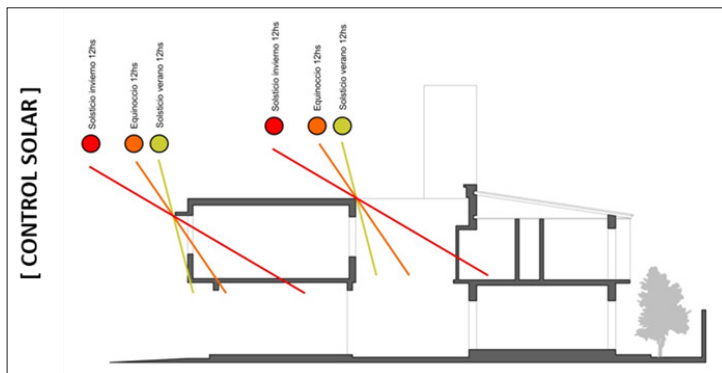 [ CONTROL SOLAR ]
Solsticio invierno 12hs
Equinoccio 12hs
Solsticio verano 12hs
Solsticio invierno 12hs
Equinoccio 12hs
Solsticio verano 12hs